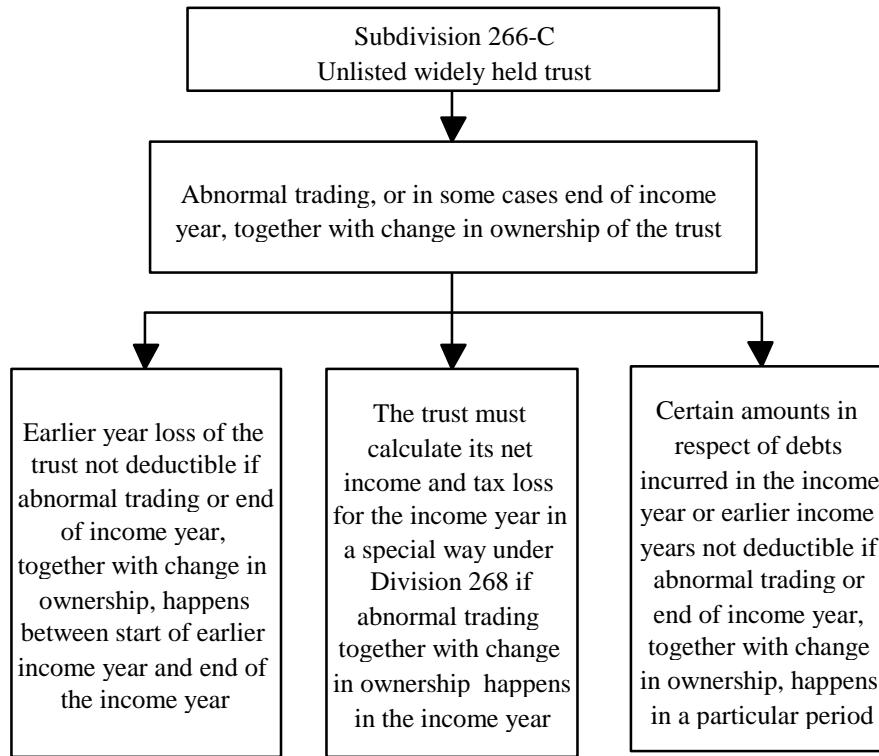 Subdivision 266-C
Unlisted widely held trust
Abnormal trading, or in some cases end of income
year, together with change in ownership of the trust
Earlier year loss of the
trust not deductible if
abnormal trading or end
of income year,
together with change in
ownership, happens
between start of earlier
income year and end of
the income year
The trust must
calculate its net
income and tax loss
for the income year in
a special way under
Division 268 if
abnormal trading
together with change
in ownership happens
in the income year
Certain amounts in
respect of debts
incurred in the income
year or earlier income
years not deductible if
abnormal trading or
end of income year,
together with change
in ownership, happens
in a particular period